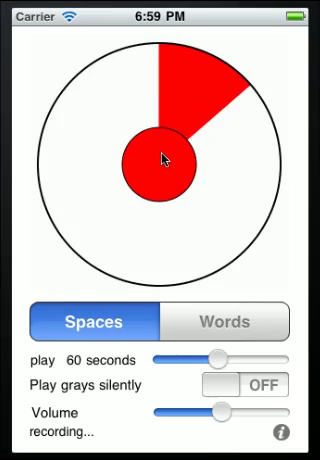 Carrier 6:59 PM
Spaces Words
play 60 seconds
Play grays silently OFF
Volume
recording...
i